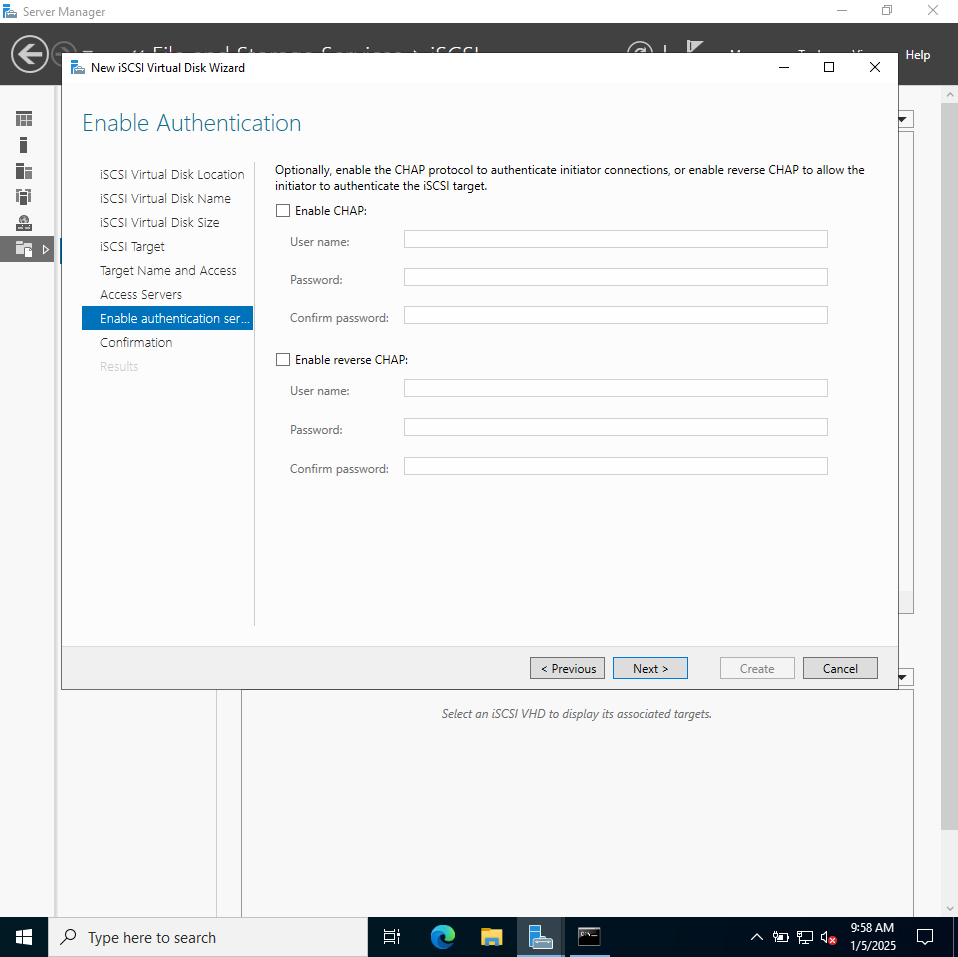 Server Manager
Help
New iSCSI Virtual Disk Wizard
Enable Authentication
iSCSI Virtual Disk Location
iSCSI Virtual Disk Name
iSCSI Virtual Disk Size
iSCSI Target
Target Name and Access
Access Servers
Enable authentication ser...
Confirmation
Results
Optionally, enable the CHAP protocol to authenticate initiator connections, or enable reverse CHAP to allow the
initiator to authenticate the iSCSI target.
Enable CHAP:
User name:
Password:
Confirm password:
Enable reverse CHAP:
User name:
Password:
Confirm password:
< Previous
Next >
Create
Cancel
Select an iSCSI VHD to display its associated targets.
Type here to search
9:58 AM
1/5/2025